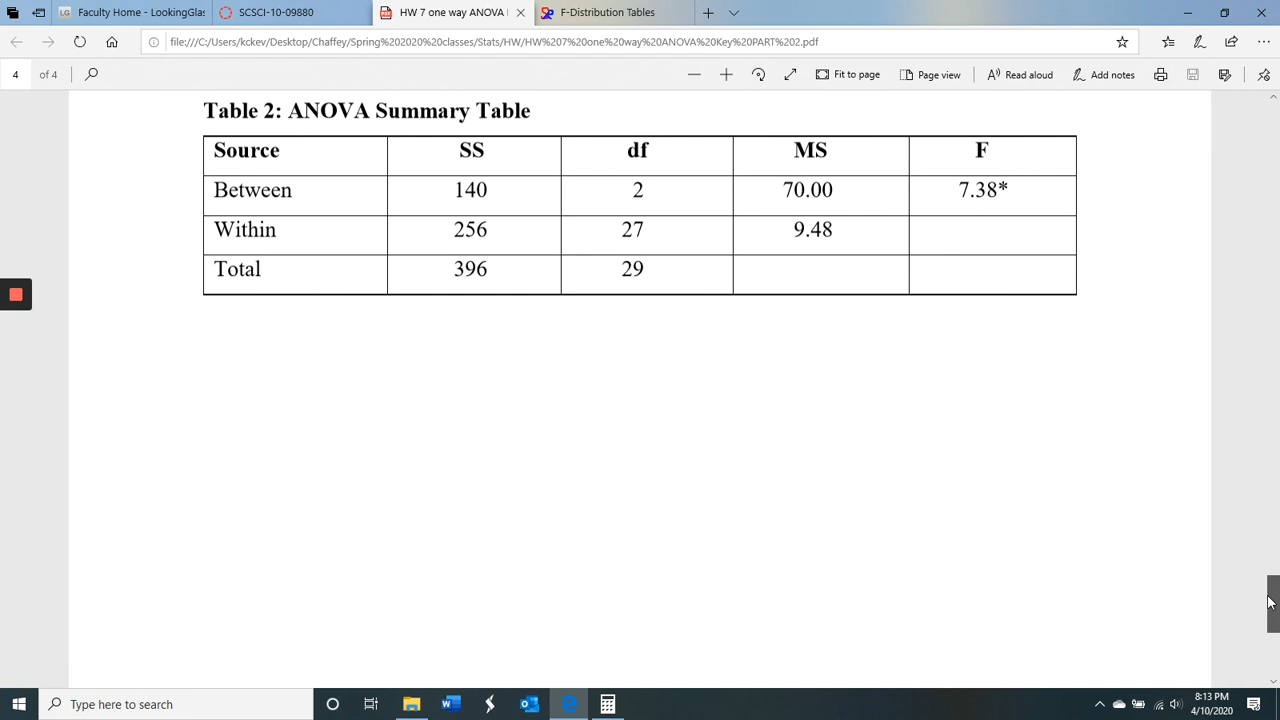 LG Faculty Home - LookingGlas
SCSCI-10-09880
PDF HW 7 one way ANOVA
F-Distribution Tables
file:///C:/Users/kckev/Desktop/Chaffey/Spring%202020%20classes/Stats/HW/HW%207%20one%20way%20ANOVA%20Key%20PART%202.pdf
4 of 4
Fit to page
Page view
Read aloud
Add notes
Table 2: ANOVA Summary Table
Source SS df MS F
Between 140 2 70.00 7.38*
Within 256 27 9.48
Total 396 29
Type here to search
8:13 PM
4/10/2020